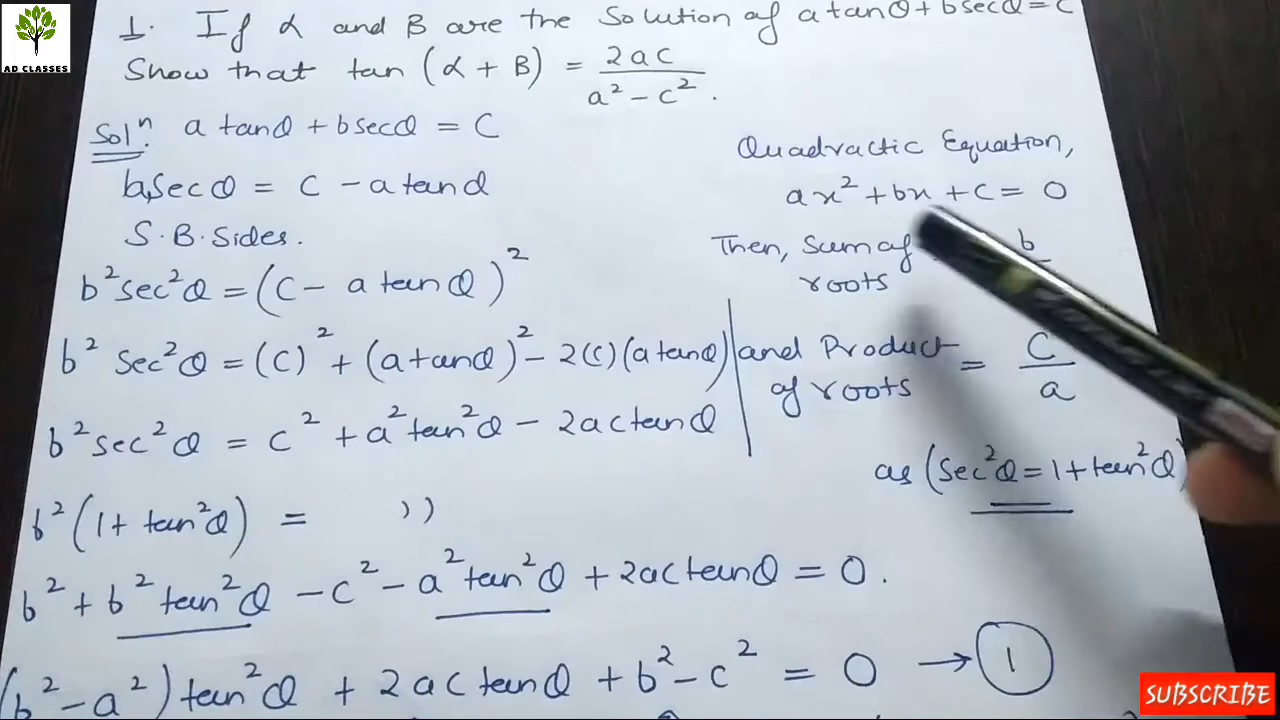 AD CLASSES
1. If α and B are the Solution of a tanθ + b secθ = C
Show that tan (α + B) = 2ac / a² - c² .
Solⁿ. a tanθ + b secθ = C
b secθ = C - a tanθ
S.B.Sides.
b² sec²θ = (C - a tanθ)²
b² sec²θ = (C)² + (a tanθ)² - 2(C)(a tanθ)
b² sec²θ = C² + a² tan²θ - 2ac tanθ
b² (1 + tan²θ) = ))
b² + b² tan²θ - c² - a² tan²θ + 2ac tanθ = 0.
(b² - a²) tan²θ + 2ac tanθ + b² - c² = 0 → 1
Quadractic Equation,
ax² + bx + c = 0
Then, Sum of b
roots
and Product = C / a
of roots
as (Sec²θ = 1 + tan²θ)
SUBSCRIBE